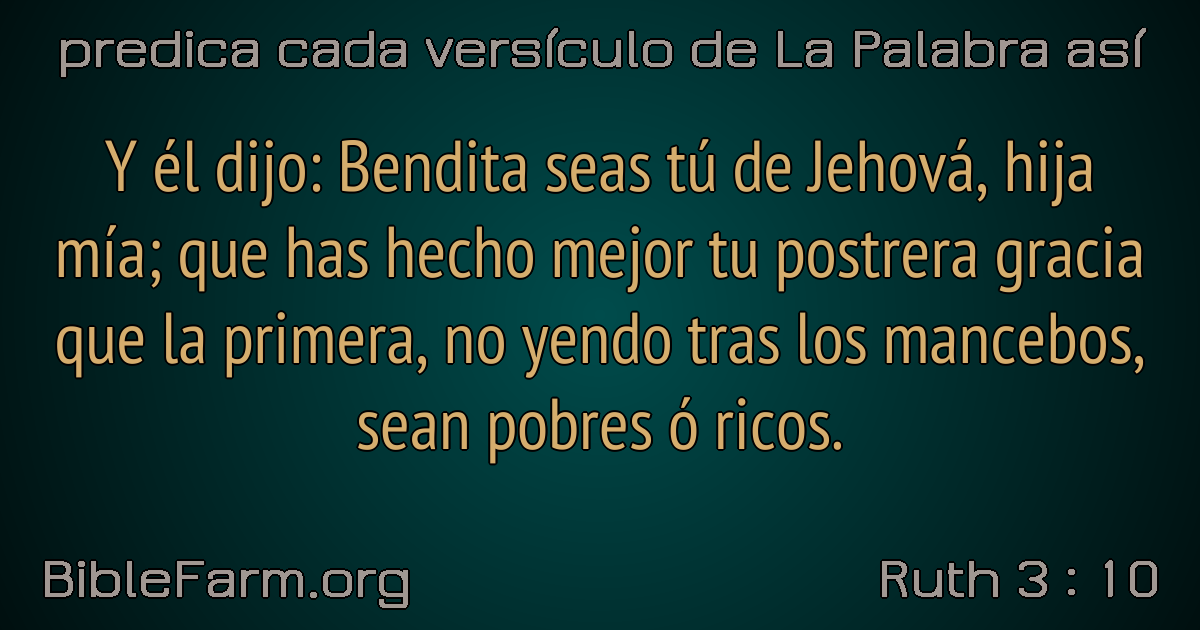 predica cada versículo de La Palabra así
Y él dijo: Bendita seas tú de Jehová, hija
mía; que has hecho mejor tu postrera gracia
que la primera, no yendo tras los mancebos,
sean pobres ó ricos.
BibleFarm.org
Ruth 3 : 10